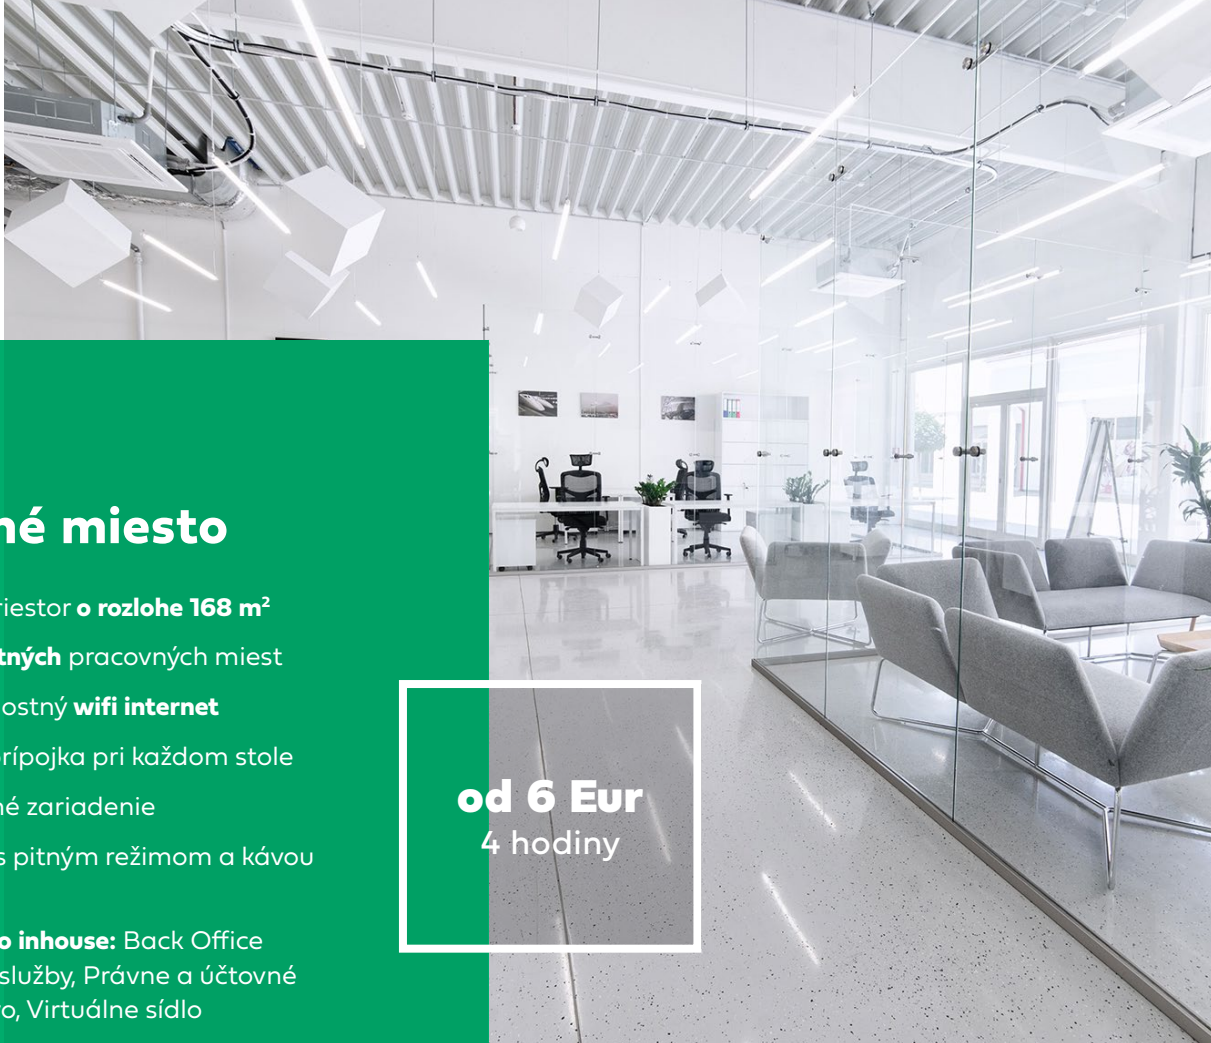 né miesto
riestor o rozlohe 168 m²
tných pracovných miest
ostný wifi internet
rípojka pri každom stole
né zariadenie
s pitným režimom a kávou
o inhouse: Back Office
služby, Právne a účtovné
o, Virtuálne sídlo
od 6 Eur
4 hodiny